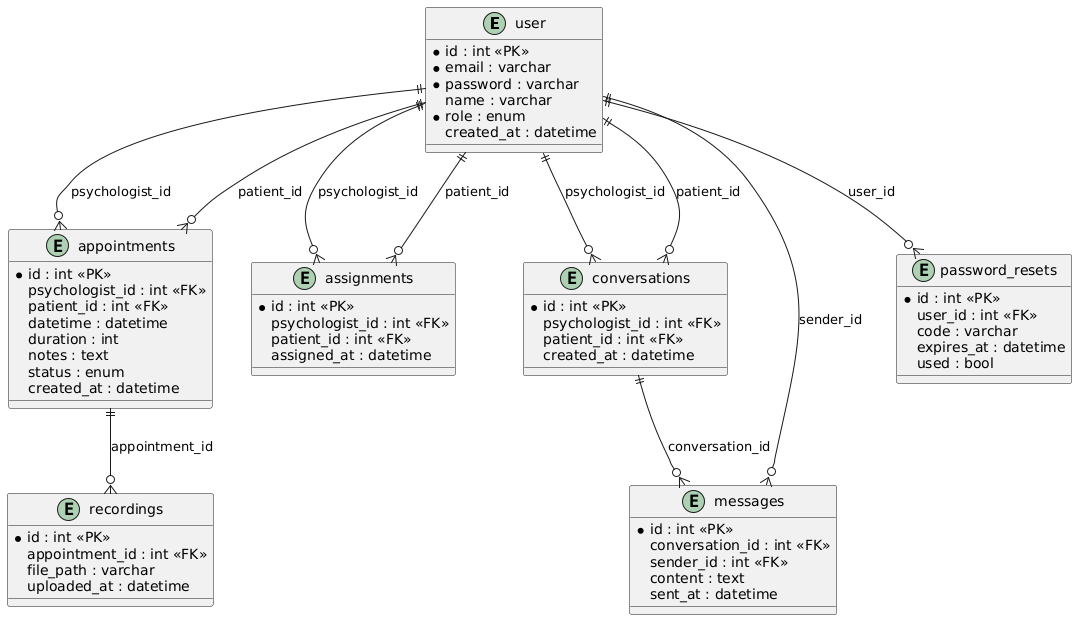 E user
* id : int «PK»
* email : varchar
* password : varchar
name : varchar
* role : enum
created_at : datetime
psychologist_id
patient_id
psychologist_id
patient_id
psychologist_id
patient_id
sender_id
user_id
E appointments
* id : int «PK»
psychologist_id : int «FK»
patient_id : int «FK»
datetime : datetime
duration : int
notes : text
status : enum
created_at : datetime
E assignments
* id : int «PK»
psychologist_id : int «FK»
patient_id : int «FK»
assigned_at : datetime
E conversations
* id : int «PK»
psychologist_id : int «FK»
patient_id : int «FK»
created_at : datetime
E password_resets
* id : int «PK»
user_id : int «FK»
code : varchar
expires_at : datetime
used : bool
appointment_id
conversation_id
E recordings
* id : int «PK»
appointment_id : int «FK»
file_path : varchar
uploaded_at : datetime
E messages
* id : int «PK»
conversation_id : int «FK»
sender_id : int «FK»
content : text
sent_at : datetime